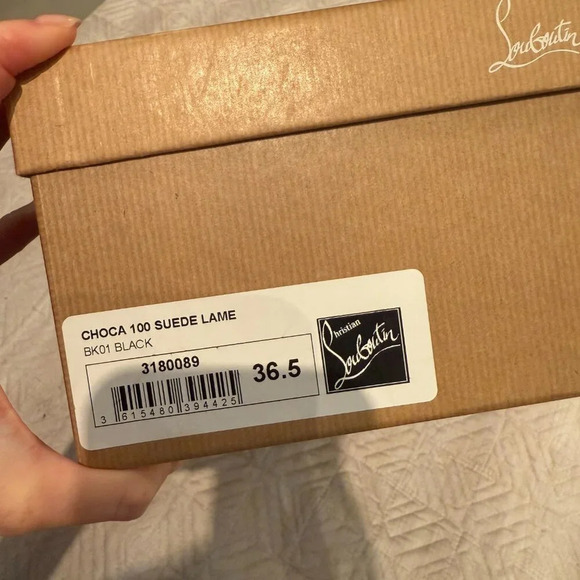 Louboutin
CHOCA 100 SUEDE LAME
BK01 BLACK
3180089
36.5
3 615480 394425
Christian
Louboutin